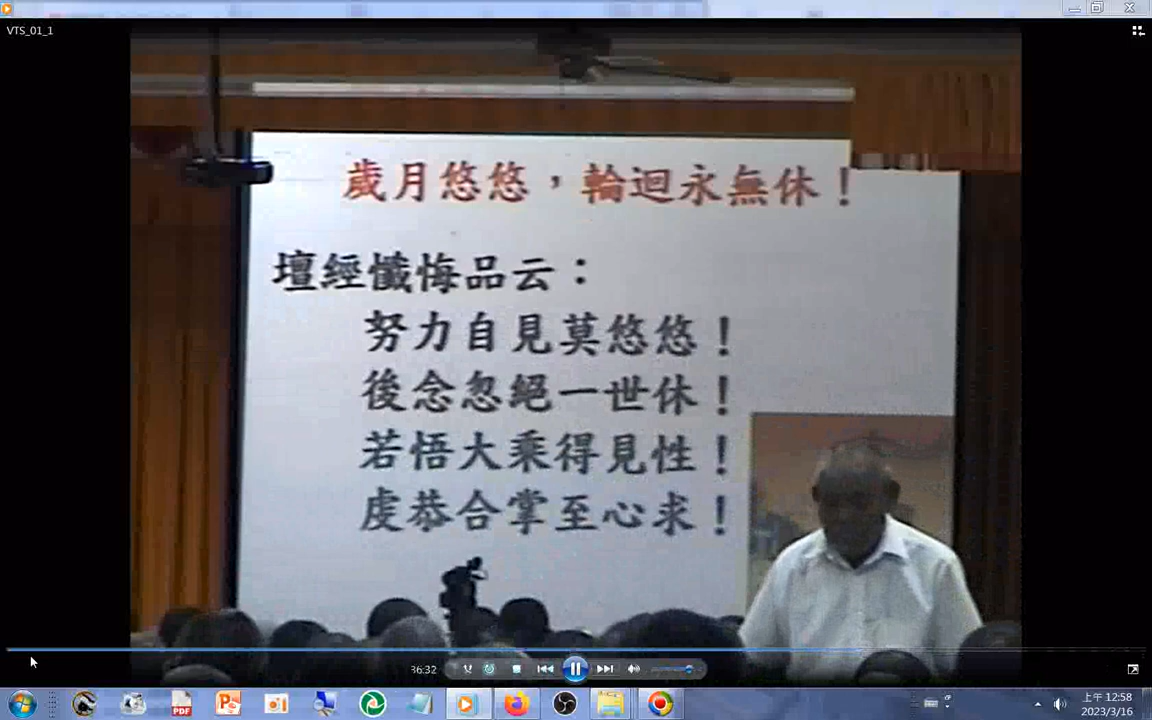 VTS_01_1
歲月悠悠，輪迴永無休！
壇經懺悔品云：
努力自見莫悠悠！
後念忽絕一世休！
若悟大乘得見性！
虔恭合掌至心求！
36:32
PDF
上午 12:58
2023/3/16